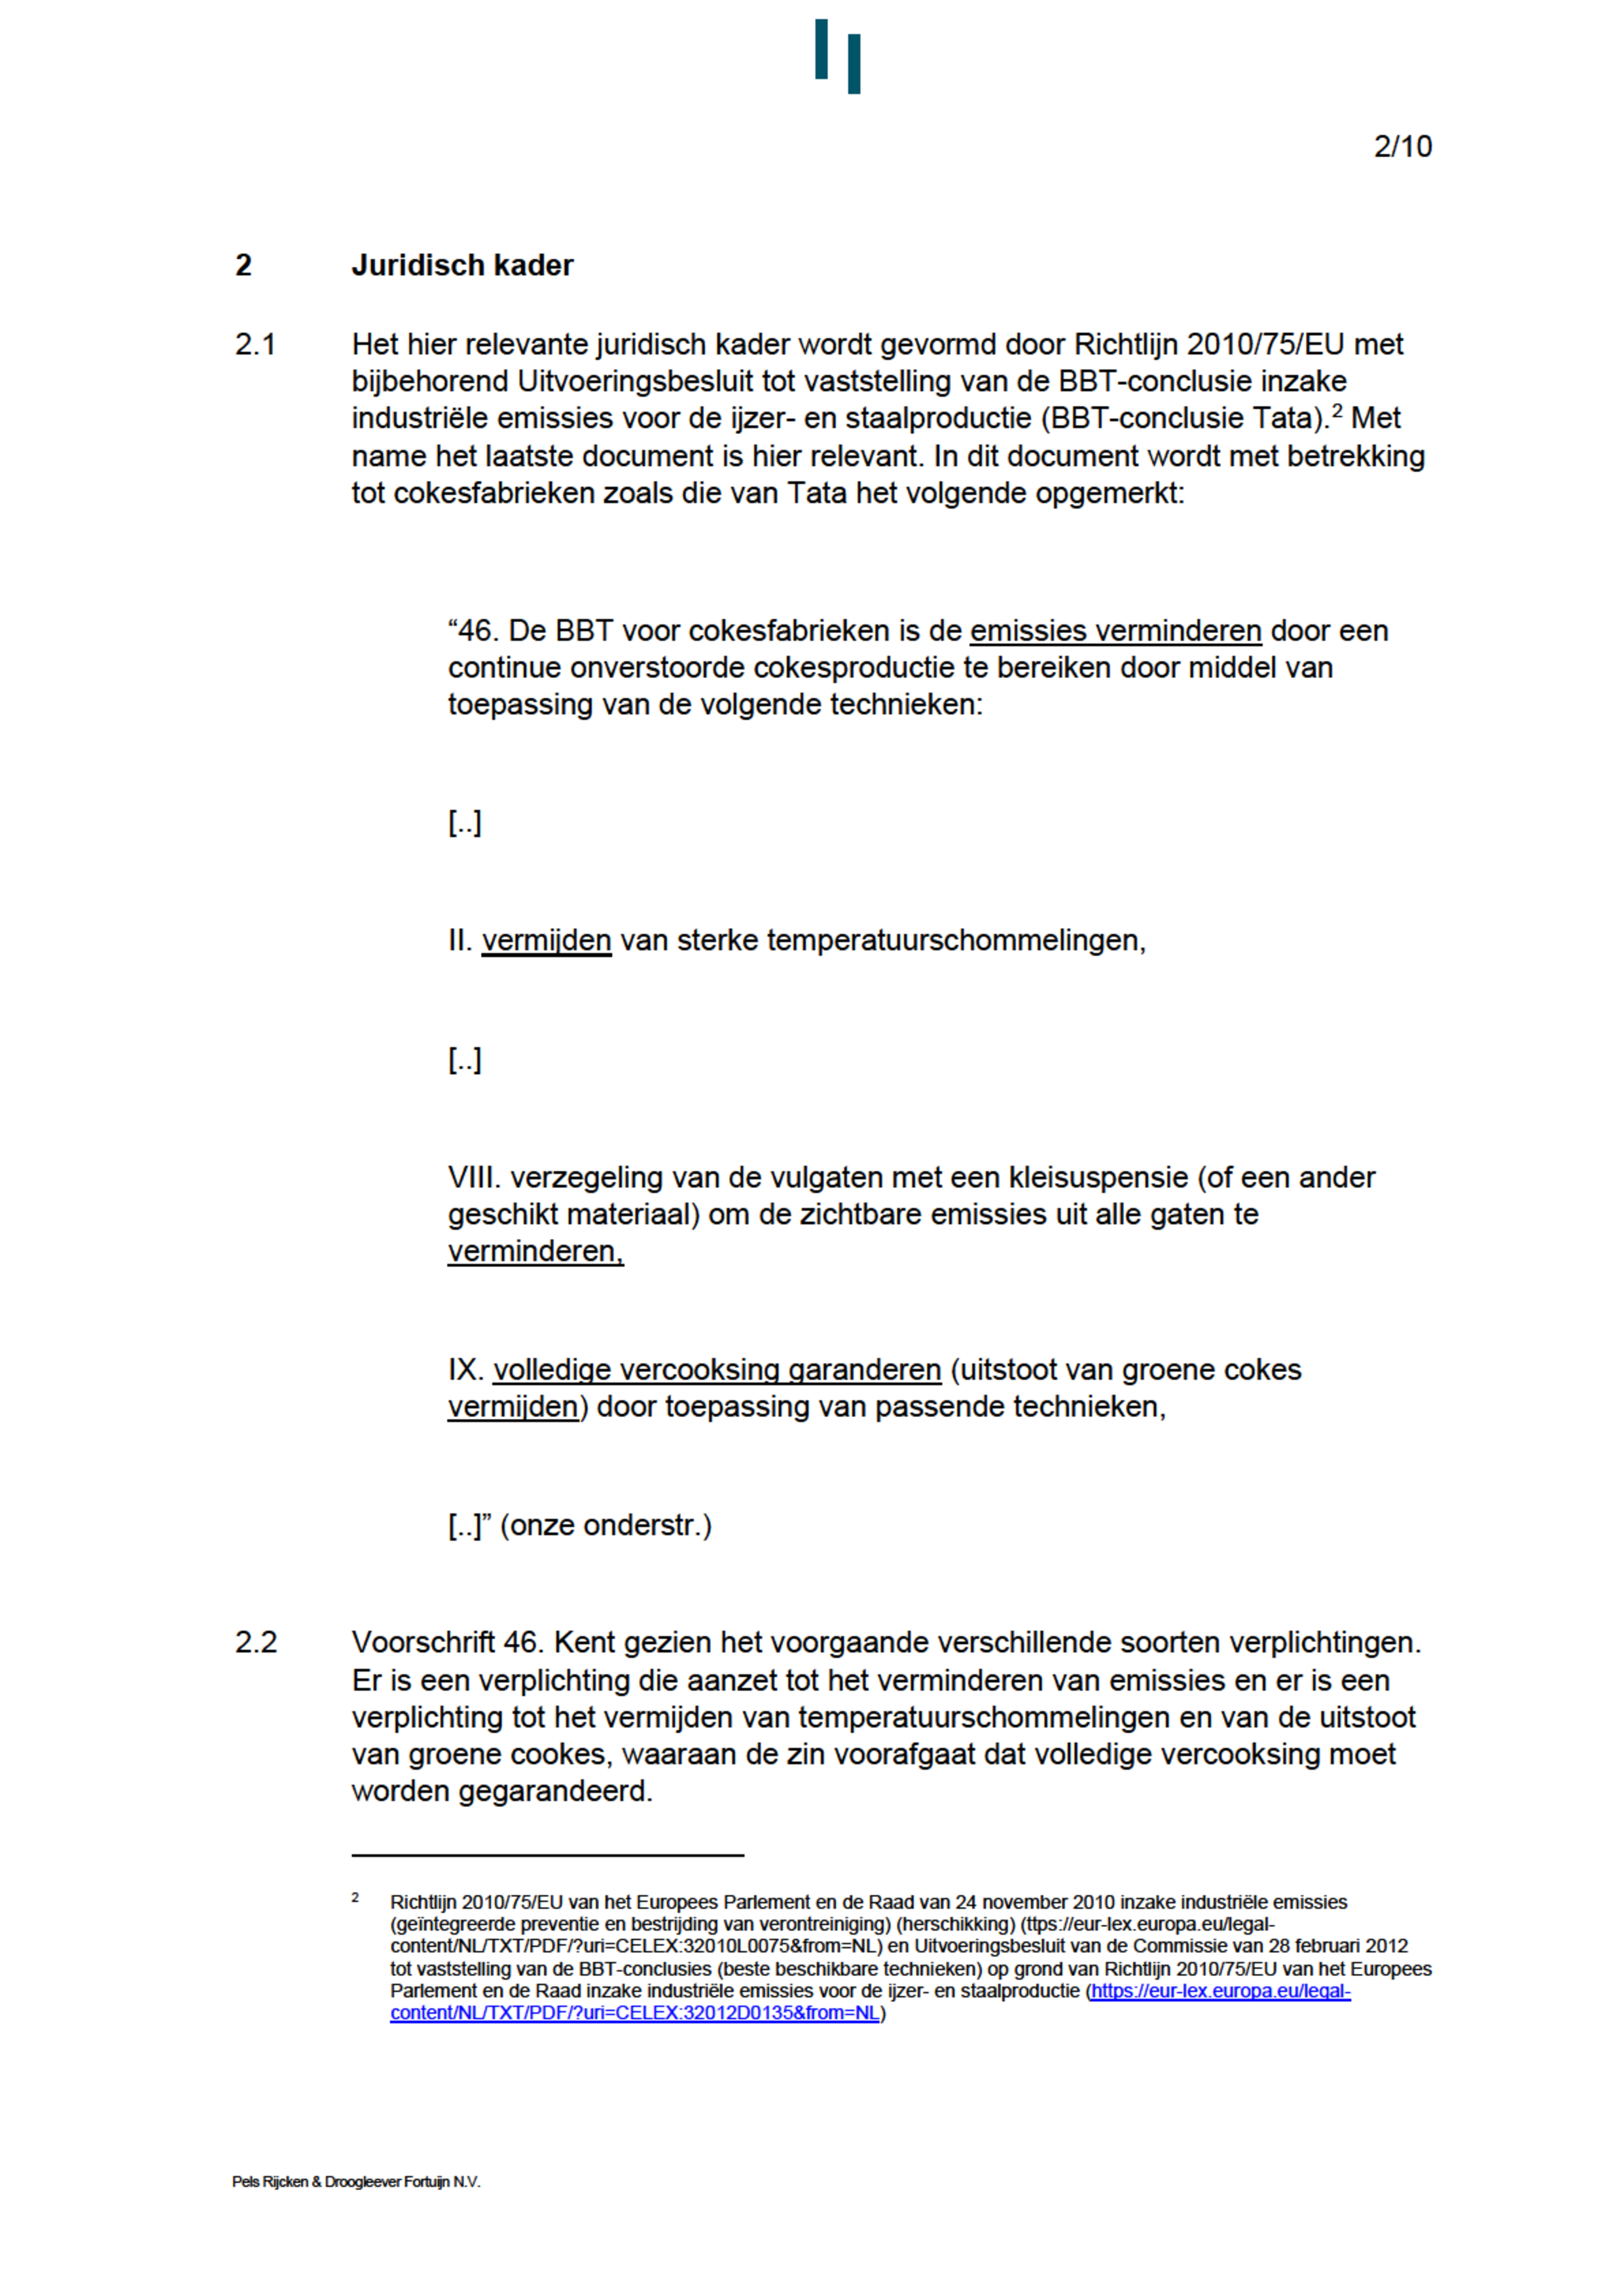 2/10
2 Juridisch kader
2.1 Het hier relevante juridisch kader wordt gevormd door Richtlijn 2010/75/EU met
bijbehorend Uitvoeringsbesluit tot vaststelling van de BBT-conclusie inzake
industriële emissies voor de ijzer- en staalproductie (BBT-conclusie Tata).² Met
name het laatste document is hier relevant. In dit document wordt met betrekking
tot cokesfabrieken zoals die van Tata het volgende opgemerkt:
“46. De BBT voor cokesfabrieken is de emissies verminderen door een
continue onverstoorde cokesproductie te bereiken door middel van
toepassing van de volgende technieken:
[..]
II. vermijden van sterke temperatuurschommelingen,
[..]
VIII. verzegeling van de vulgaten met een kleisuspensie (of een ander
geschikt materiaal) om de zichtbare emissies uit alle gaten te
verminderen,
IX. volledige vercooksing garanderen (uitstoot van groene cokes
vermijden) door toepassing van passende technieken,
[..]” (onze onderstr.)
2.2 Voorschrift 46. Kent gezien het voorgaande verschillende soorten verplichtingen.
Er is een verplichting die aanzet tot het verminderen van emissies en er is een
verplichting tot het vermijden van temperatuurschommelingen en van de uitstoot
van groene cookes, waaraan de zin voorafgaat dat volledige vercooksing moet
worden gegarandeerd.
² Richtlijn 2010/75/EU van het Europees Parlement en de Raad van 24 november 2010 inzake industriële emissies
(geïntegreerde preventie en bestrijding van verontreiniging) (herschikking) (ttps://eur-lex.europa.eu/legal-
content/NL/TXT/PDF/?uri=CELEX:32010L0075&from=NL) en Uitvoeringsbesluit van de Commissie van 28 februari 2012
tot vaststelling van de BBT-conclusies (beste beschikbare technieken) op grond van Richtlijn 2010/75/EU van het Europees
Parlement en de Raad inzake industriële emissies voor de ijzer- en staalproductie (https://eur-lex.europa.eu/legal-
content/NL/TXT/PDF/?uri=CELEX:32012D0135&from=NL)
Pels Rijcken & Droogleever Fortuijn N.V.